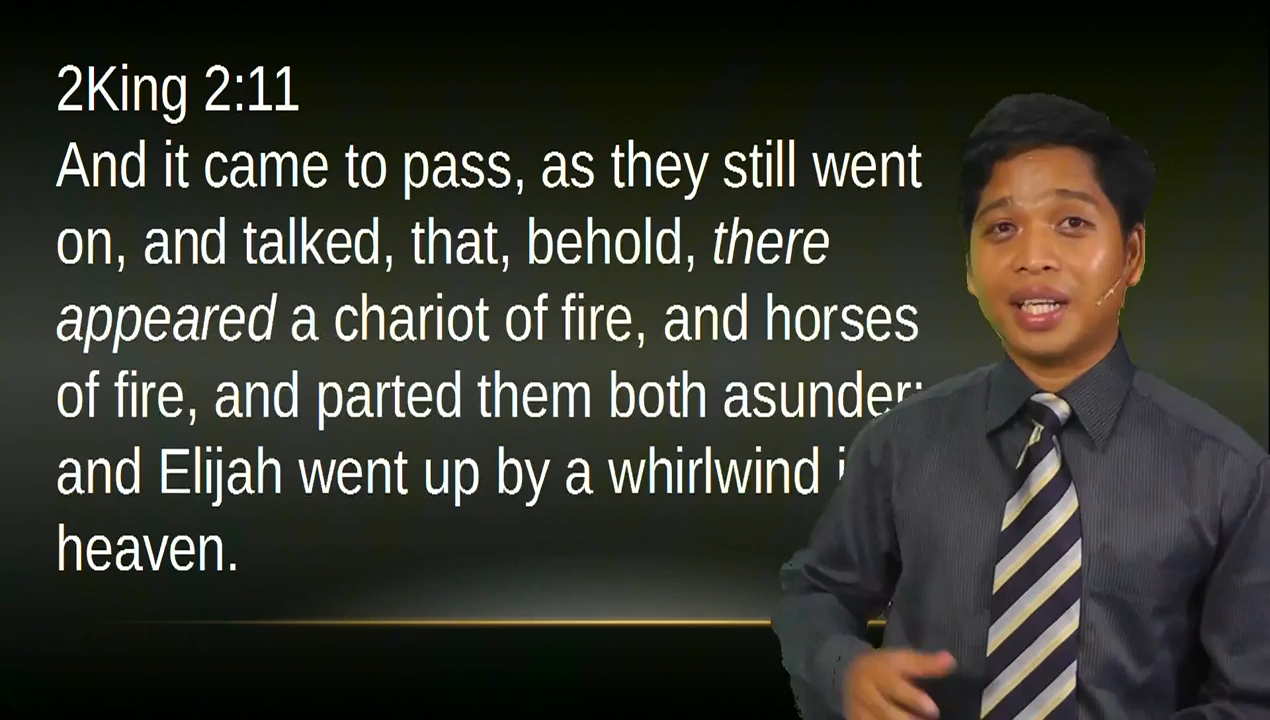 2King 2:11
And it came to pass, as they still went
on, and talked, that, behold, there
appeared a chariot of fire, and horses
of fire, and parted them both asunder;
and Elijah went up by a whirlwind
heaven.